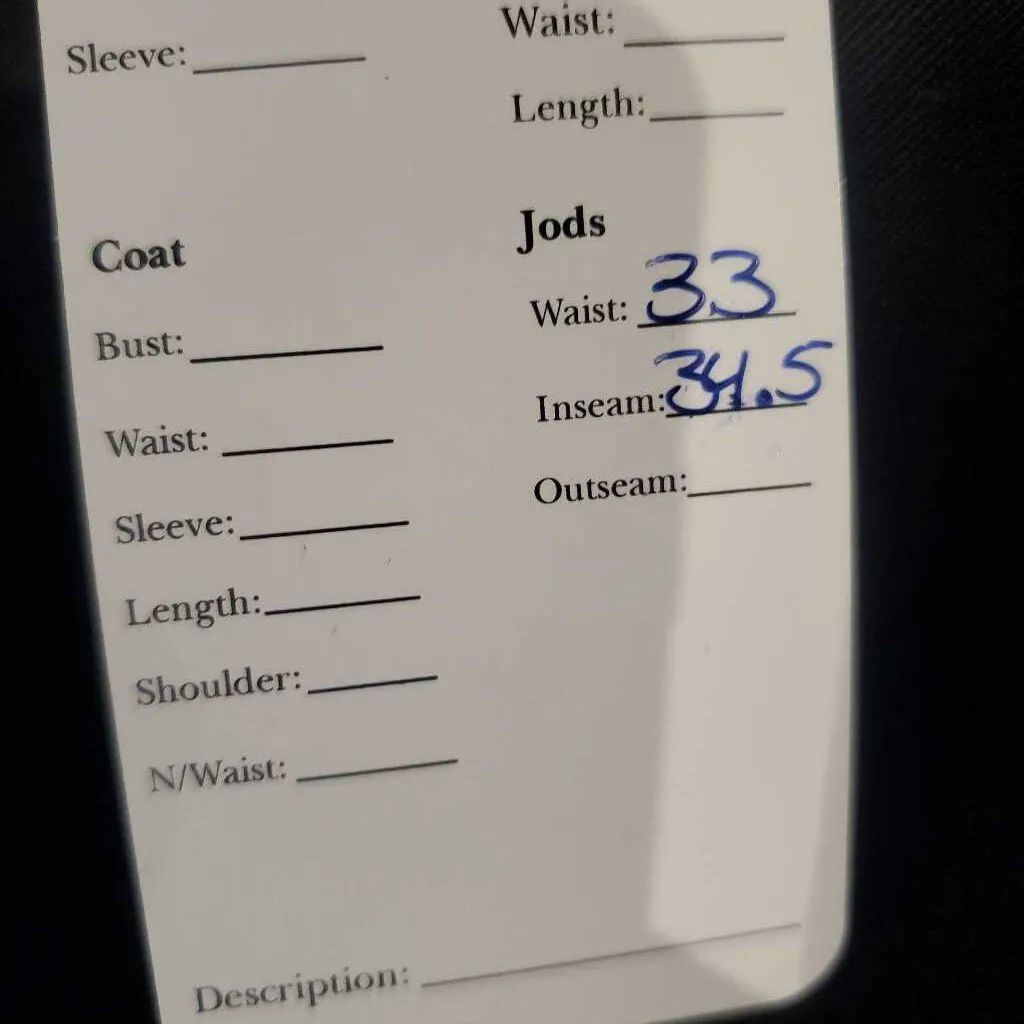 Sleeve:
Coat
Bust:
Waist:
Sleeve:
Length:
Shoulder:
N/Waist:
Waist:
Length:
Jods
Waist: 33
Inseam: 34.5
Outseam:
Description: